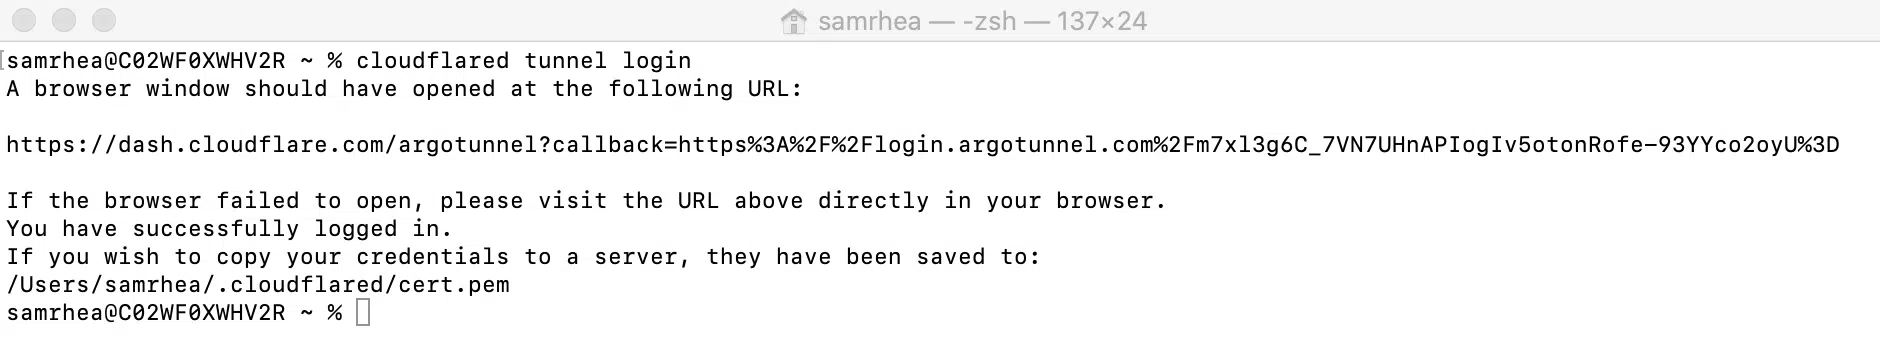 samrhea — -zsh — 137×24
samrhea@C02WF0XWHV2R ~ % cloudflared tunnel login
A browser window should have opened at the following URL:
https://dash.cloudflare.com/argotunnel?callback=https%3A%2F%2Flogin.argotunnel.com%2Fm7xl3g6C_7VN7UHnAPIogIv5otonRofe-93YYco2oyU%3D
If the browser failed to open, please visit the URL above directly in your browser.
You have successfully logged in.
If you wish to copy your credentials to a server, they have been saved to:
/Users/samrhea/.cloudflared/cert.pem
samrhea@C02WF0XWHV2R ~ %